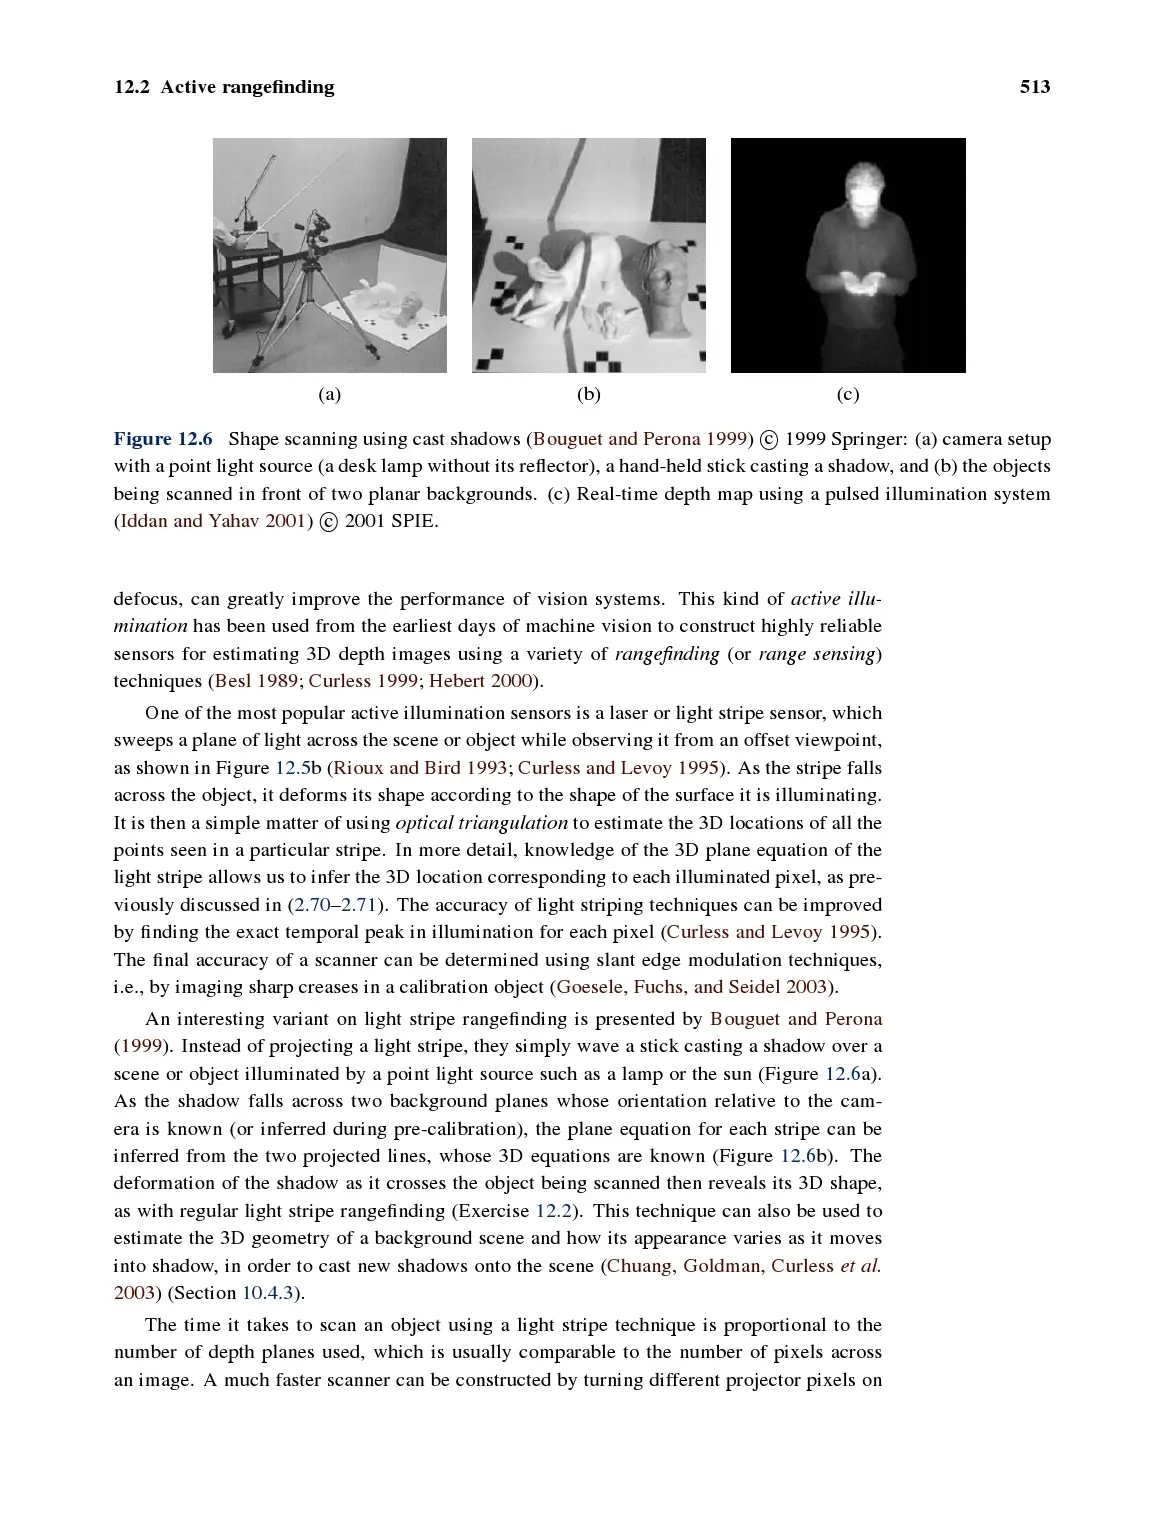 12.2 Active rangefinding 513
(a) (b) (c)
Figure 12.6 Shape scanning using cast shadows (Bouguet and Perona 1999) © 1999 Springer: (a) camera setup
with a point light source (a desk lamp without its reflector), a hand-held stick casting a shadow, and (b) the objects
being scanned in front of two planar backgrounds. (c) Real-time depth map using a pulsed illumination system
(Iddan and Yahav 2001) © 2001 SPIE.
defocus, can greatly improve the performance of vision systems. This kind of active illu-
mination has been used from the earliest days of machine vision to construct highly reliable
sensors for estimating 3D depth images using a variety of rangefinding (or range sensing)
techniques (Besl 1989; Curless 1999; Hebert 2000).
One of the most popular active illumination sensors is a laser or light stripe sensor, which
sweeps a plane of light across the scene or object while observing it from an offset viewpoint,
as shown in Figure 12.5b (Rioux and Bird 1993; Curless and Levoy 1995). As the stripe falls
across the object, it deforms its shape according to the shape of the surface it is illuminating.
It is then a simple matter of using optical triangulation to estimate the 3D locations of all the
points seen in a particular stripe. In more detail, knowledge of the 3D plane equation of the
light stripe allows us to infer the 3D location corresponding to each illuminated pixel, as pre-
viously discussed in (2.70–2.71). The accuracy of light striping techniques can be improved
by finding the exact temporal peak in illumination for each pixel (Curless and Levoy 1995).
The final accuracy of a scanner can be determined using slant edge modulation techniques,
i.e., by imaging sharp creases in a calibration object (Goesele, Fuchs, and Seidel 2003).
An interesting variant on light stripe rangefinding is presented by Bouguet and Perona
(1999). Instead of projecting a light stripe, they simply wave a stick casting a shadow over a
scene or object illuminated by a point light source such as a lamp or the sun (Figure 12.6a).
As the shadow falls across two background planes whose orientation relative to the cam-
era is known (or inferred during pre-calibration), the plane equation for each stripe can be
inferred from the two projected lines, whose 3D equations are known (Figure 12.6b). The
deformation of the shadow as it crosses the object being scanned then reveals its 3D shape,
as with regular light stripe rangefinding (Exercise 12.2). This technique can also be used to
estimate the 3D geometry of a background scene and how its appearance varies as it moves
into shadow, in order to cast new shadows onto the scene (Chuang, Goldman, Curless et al.
2003) (Section 10.4.3).
The time it takes to scan an object using a light stripe technique is proportional to the
number of depth planes used, which is usually comparable to the number of pixels across
an image. A much faster scanner can be constructed by turning different projector pixels on